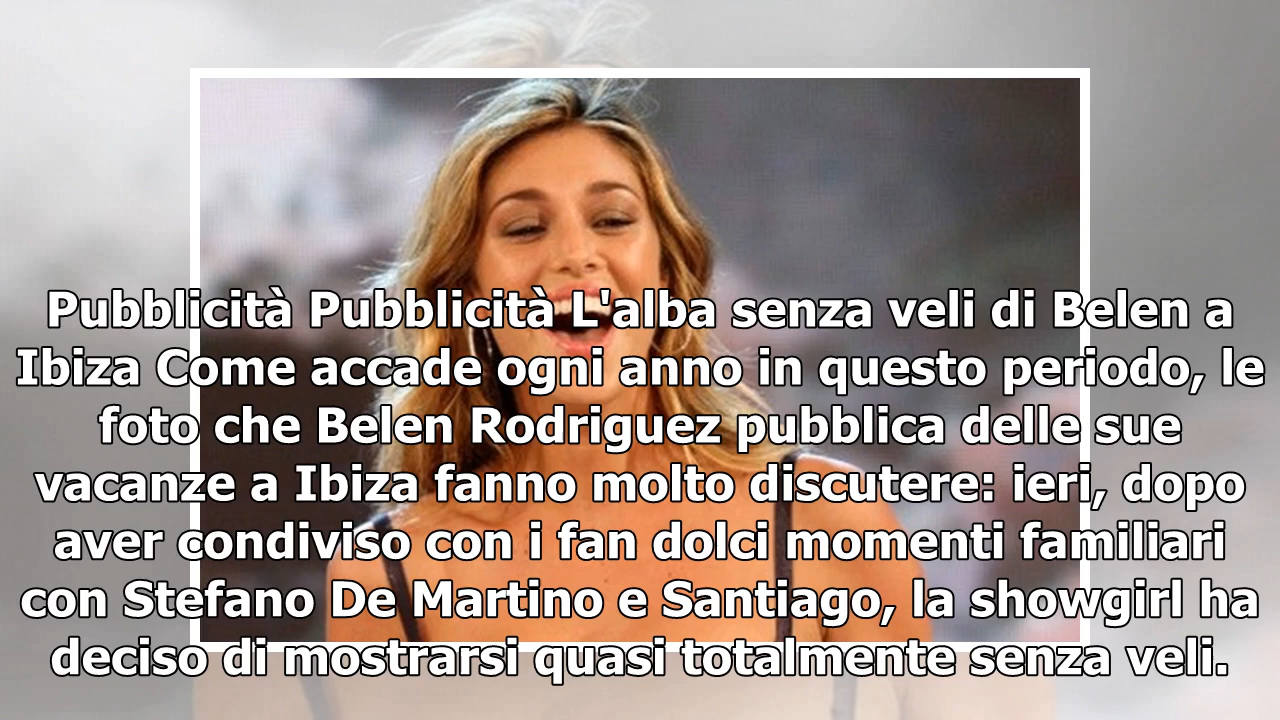 Pubblicità Pubblicità L'alba senza veli di Belen a
Ibiza Come accade ogni anno in questo periodo, le
foto che Belen Rodriguez pubblica delle sue
vacanze a Ibiza fanno molto discutere: ieri, dopo
aver condiviso con i fan dolci momenti familiari
con Stefano De Martino e Santiago, la showgirl ha
deciso di mostrarsi quasi totalmente senza veli.